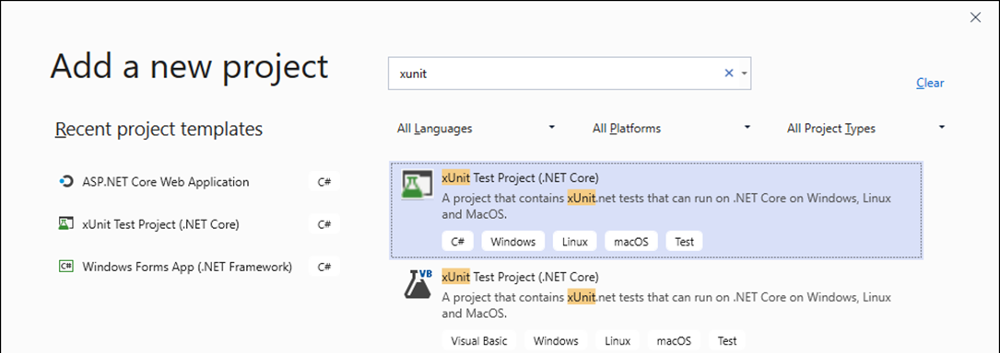 Add a new project
xunit
Clear
Recent project templates
All Languages
All Platforms
All Project Types
ASP.NET Core Web Application
C#
xUnit Test Project (.NET Core)
C#
Windows Forms App (.NET Framework)
C#
xUnit Test Project (.NET Core)
A project that contains xUnit.net tests that can run on .NET Core on Windows, Linux
and MacOS.
C#
Windows
Linux
macOS
Test
VB
xUnit Test Project (.NET Core)
A project that contains xUnit.net tests that can run on .NET Core on Windows, Linux
and MacOS.
Visual Basic
Windows
Linux
macOS
Test